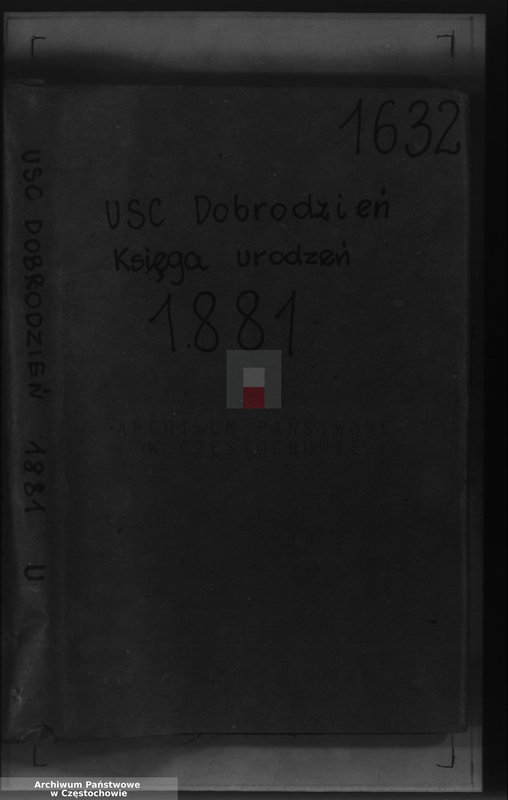 1632
USC Dobrodzień
Księga urodzeń
1881
USC DOBRODZIEŃ 1881 U
ARCHIWUM PAŃSTWOWE
W CZĘSTOCHOWIE
Archiwum Państwowe
w Częstochowie